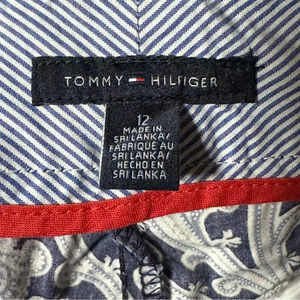 TOMMY HILFIGER
12
MADE IN
SRI LANKA/
FABRIQUE AU
SRI LANKA/
HECHO EN
SRI LANKA